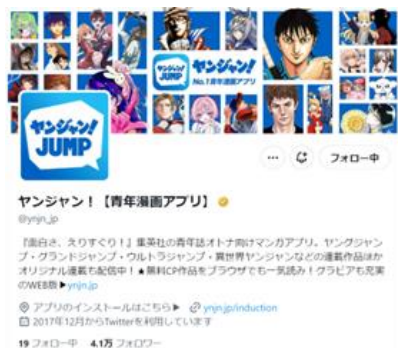 ヤンジャン!
JUMP
ヤンジャン!
No.1青年漫画アプリ
ヤンジャン!
JUMP
フォロー中
ヤンジャン!【青年漫画アプリ】
@ynjn_jp
『面白さ、えりすぐり!』集英社の青年誌オトナ向けマンガアプリ。ヤングジャン
プ・グランドジャンプ・ウルトラジャンプ・異世界ヤンジャンなどの連載作品ほか
オリジナル連載も配信中!★無料CP作品をブラウザでも一気読み!グラビアも充実
のWEB版▶ynjn.jp
アプリのインストールはこちら▶ ynjn.jp/induction
2017年12月からTwitterを利用しています
19 フォロー中 4.1万 フォロワー